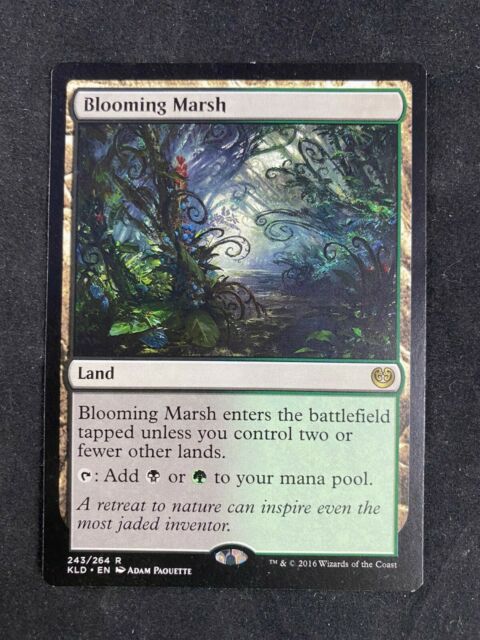 Blooming Marsh
Land
Blooming Marsh enters the battlefield
tapped unless you control two or
fewer other lands.
: Add or to your mana pool.
A retreat to nature can inspire even the
most jaded inventor.
243/264 R
KLD • EN Adam Paquette
™ & © 2016 Wizards of the Coast